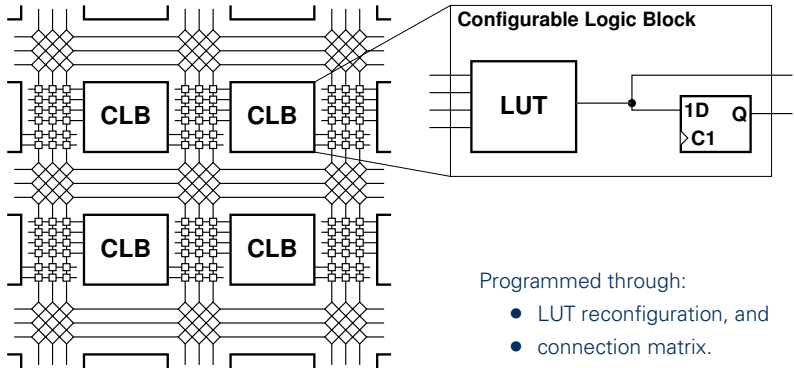 Configurable Logic Block
CLB
CLB
LUT
1D
Q
C1
CLB
CLB
Programmed through:
• LUT reconfiguration, and
• connection matrix.